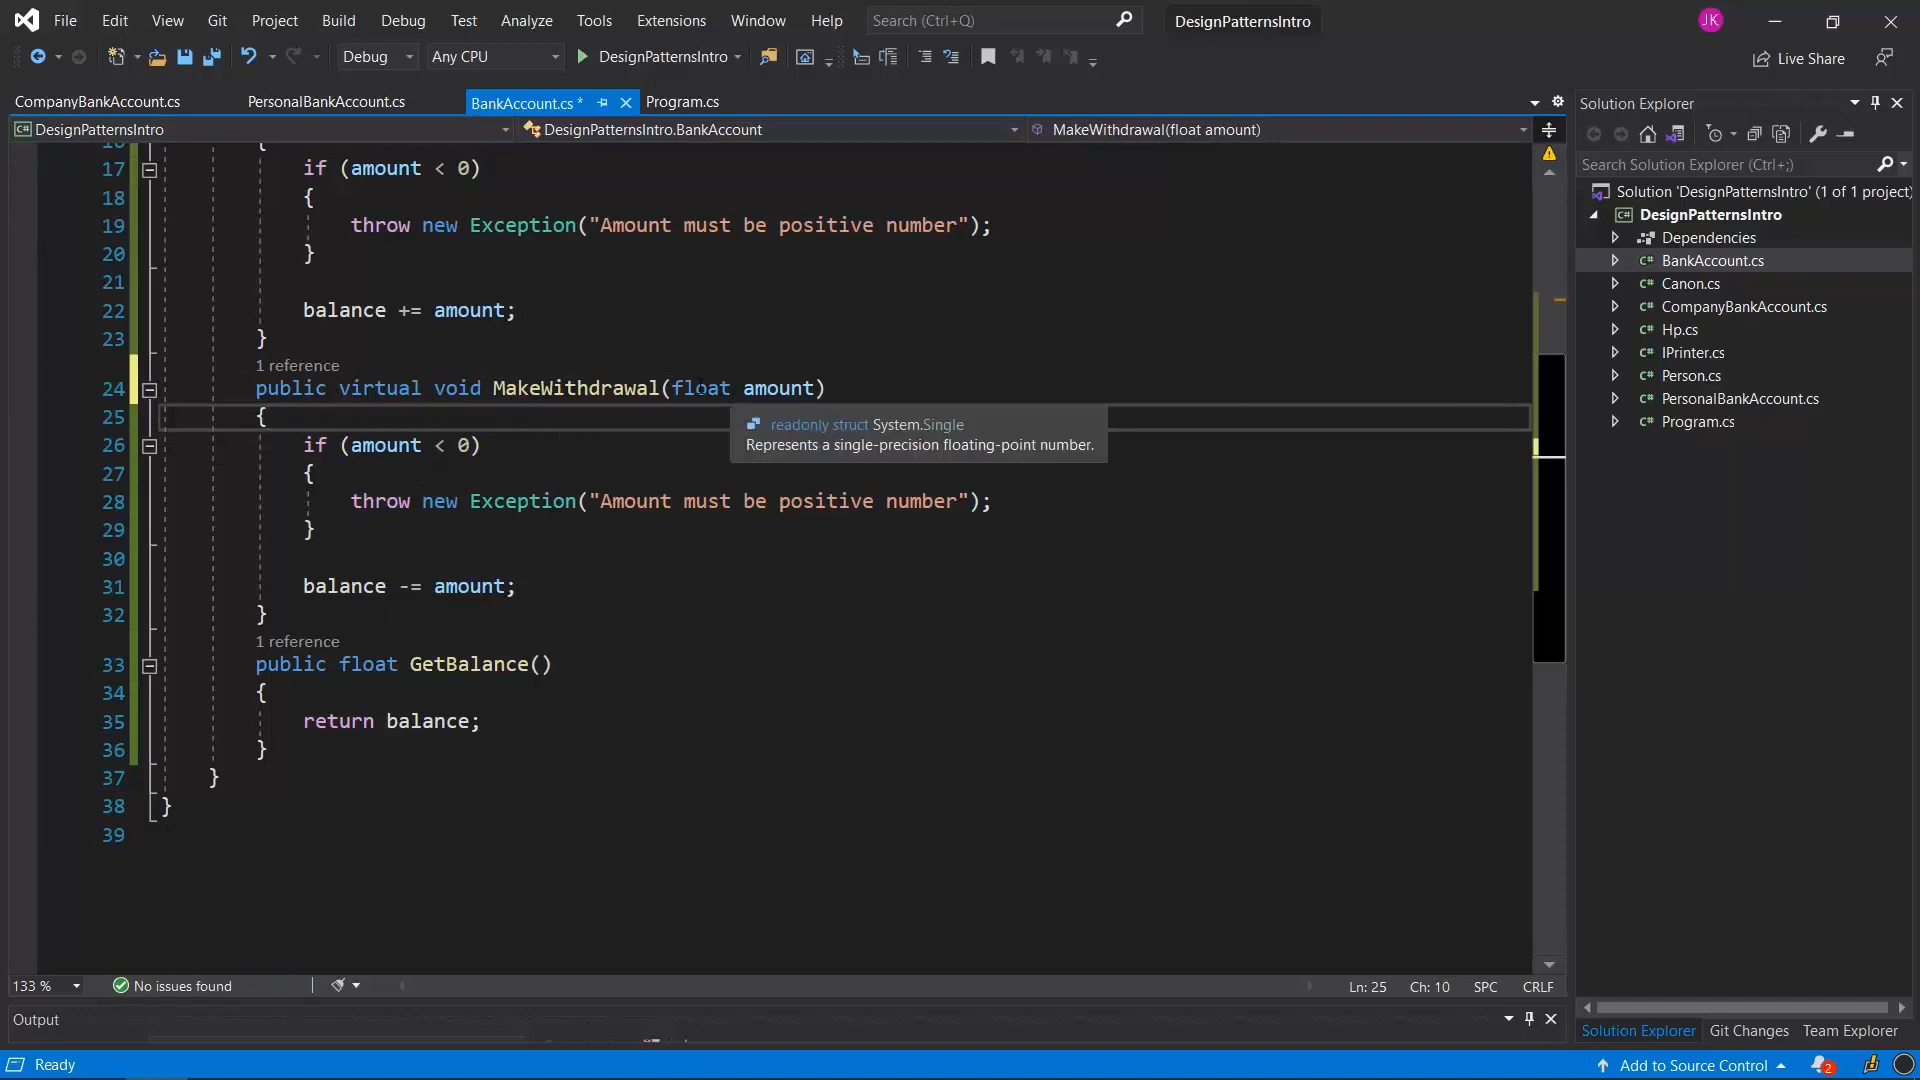 File Edit View Git Project Build Debug Test Analyze Tools Extensions Window Help Search (Ctrl+Q) DesignPatternsIntro JK
Debug Any CPU DesignPatternsIntro Live Share
CompanyBankAccount.cs PersonalBankAccount.cs BankAccount.cs* Program.cs
C# DesignPatternsIntro DesignPatternsIntro.BankAccount MakeWithdrawal(float amount)
16 {
17 if (amount < 0)
18 {
19 throw new Exception("Amount must be positive number");
20 }
21
22 balance += amount;
23 }
1 reference
24 public virtual void MakeWithdrawal(float amount)
25 {
readonly struct System.Single
Represents a single-precision floating-point number.
26 if (amount < 0)
27 {
28 throw new Exception("Amount must be positive number");
29 }
30
31 balance -= amount;
32 }
1 reference
33 public float GetBalance()
34 {
35 return balance;
36 }
37 }
38 }
39
133 % No issues found Ln: 25 Ch: 10 SPC CRLF
Output
Solution Explorer
Search Solution Explorer (Ctrl+;)
Solution 'DesignPatternsIntro' (1 of 1 project)
C# DesignPatternsIntro
Dependencies
C# BankAccount.cs
C# Canon.cs
C# CompanyBankAccount.cs
C# Hp.cs
C# IPrinter.cs
C# Person.cs
C# PersonalBankAccount.cs
C# Program.cs
Solution Explorer Git Changes Team Explorer
Ready Add to Source Control 2